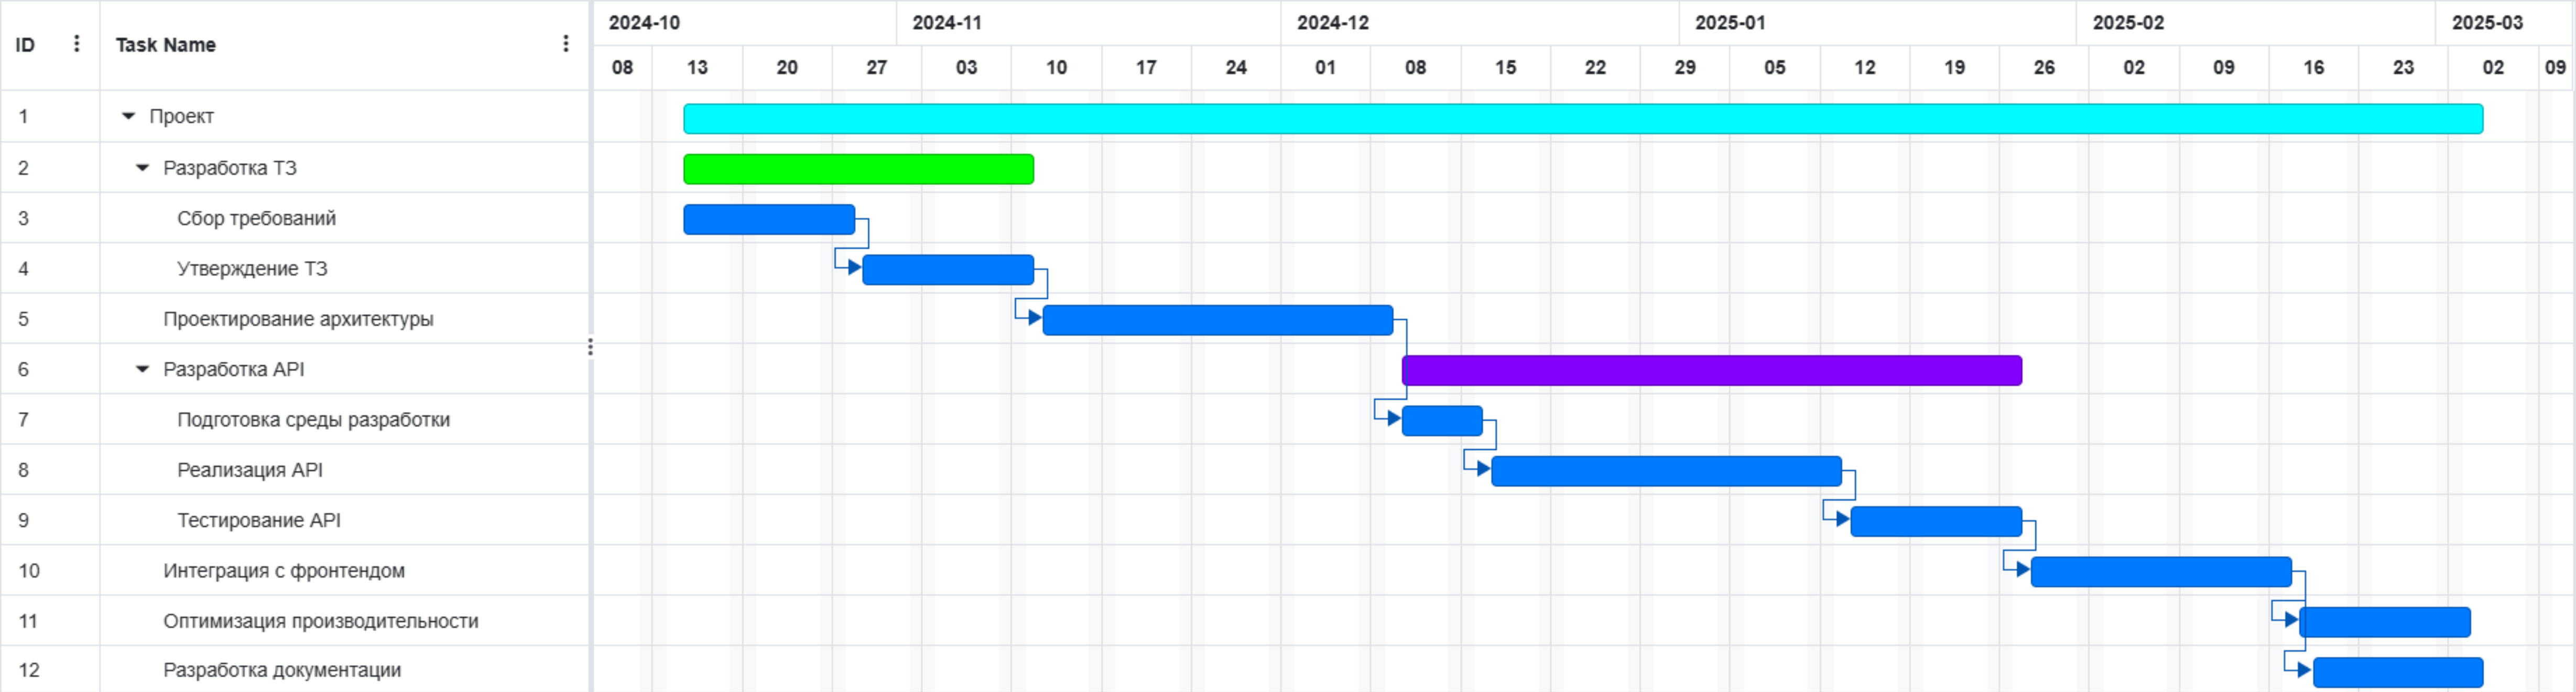 2024-10 2024-11 2024-12 2025-01 2025-02 2025-03
ID Task Name
08 13 20 27 03 10 17 24 01 08 15 22 29 05 12 19 26 02 09 16 23 02 09
1 Проект
2 Разработка ТЗ
3 Сбор требований
4 Утверждение ТЗ
5 Проектирование архитектуры
6 Разработка API
7 Подготовка среды разработки
8 Реализация API
9 Тестирование API
10 Интеграция с фронтендом
11 Оптимизация производительности
12 Разработка документации